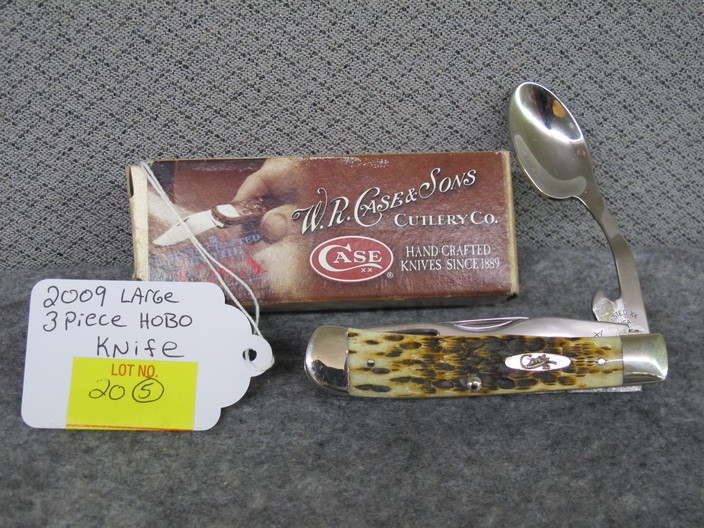 W.R. CASE & SONS
CUTLERY CO.
CASE
XX
HAND CRAFTED
KNIVES SINCE 1889
2009 LArge
3 Piece HOBO
Knife
LOT NO.
20 5
Case